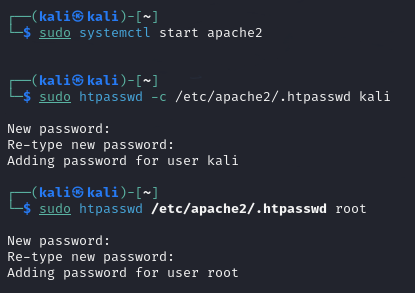 ┌──(kali㉿kali)-[~]
└─$ sudo systemctl start apache2
┌──(kali㉿kali)-[~]
└─$ sudo htpasswd -c /etc/apache2/.htpasswd kali
New password:
Re-type new password:
Adding password for user kali
┌──(kali㉿kali)-[~]
└─$ sudo htpasswd /etc/apache2/.htpasswd root
New password:
Re-type new password:
Adding password for user root